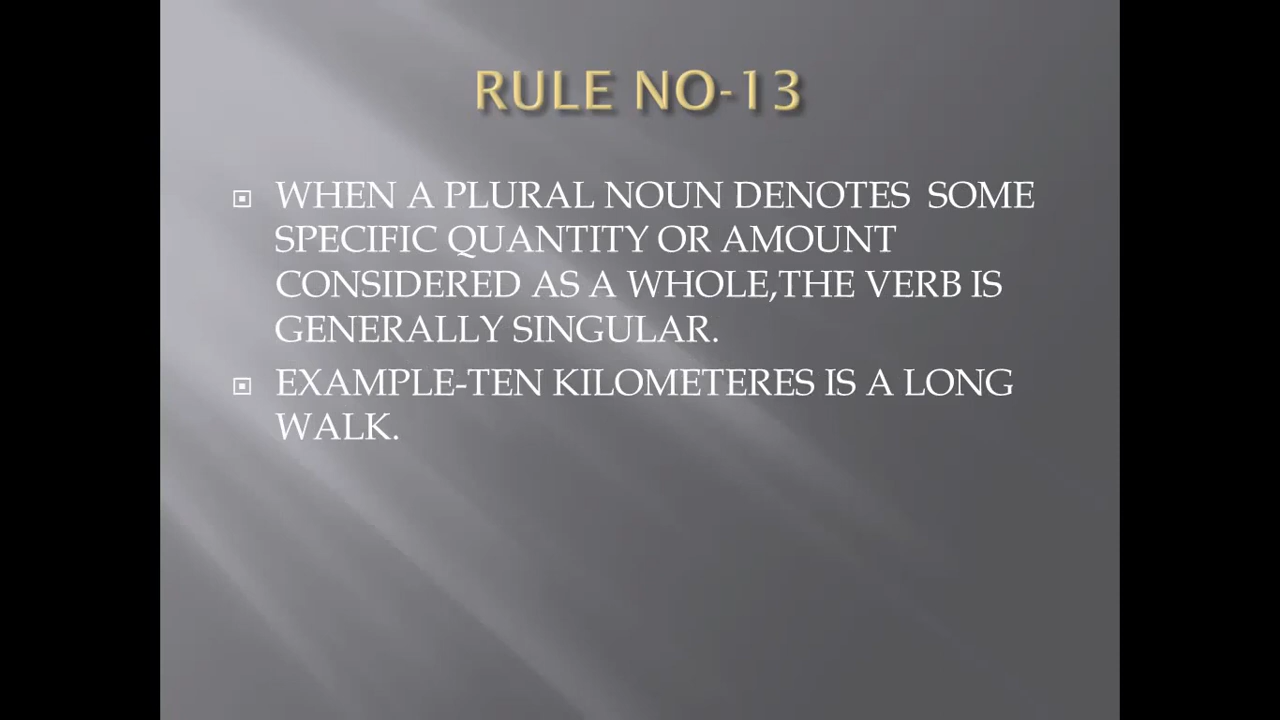 RULE NO-13
WHEN A PLURAL NOUN DENOTES SOME
SPECIFIC QUANTITY OR AMOUNT
CONSIDERED AS A WHOLE,THE VERB IS
GENERALLY SINGULAR.
EXAMPLE-TEN KILOMETERES IS A LONG
WALK.